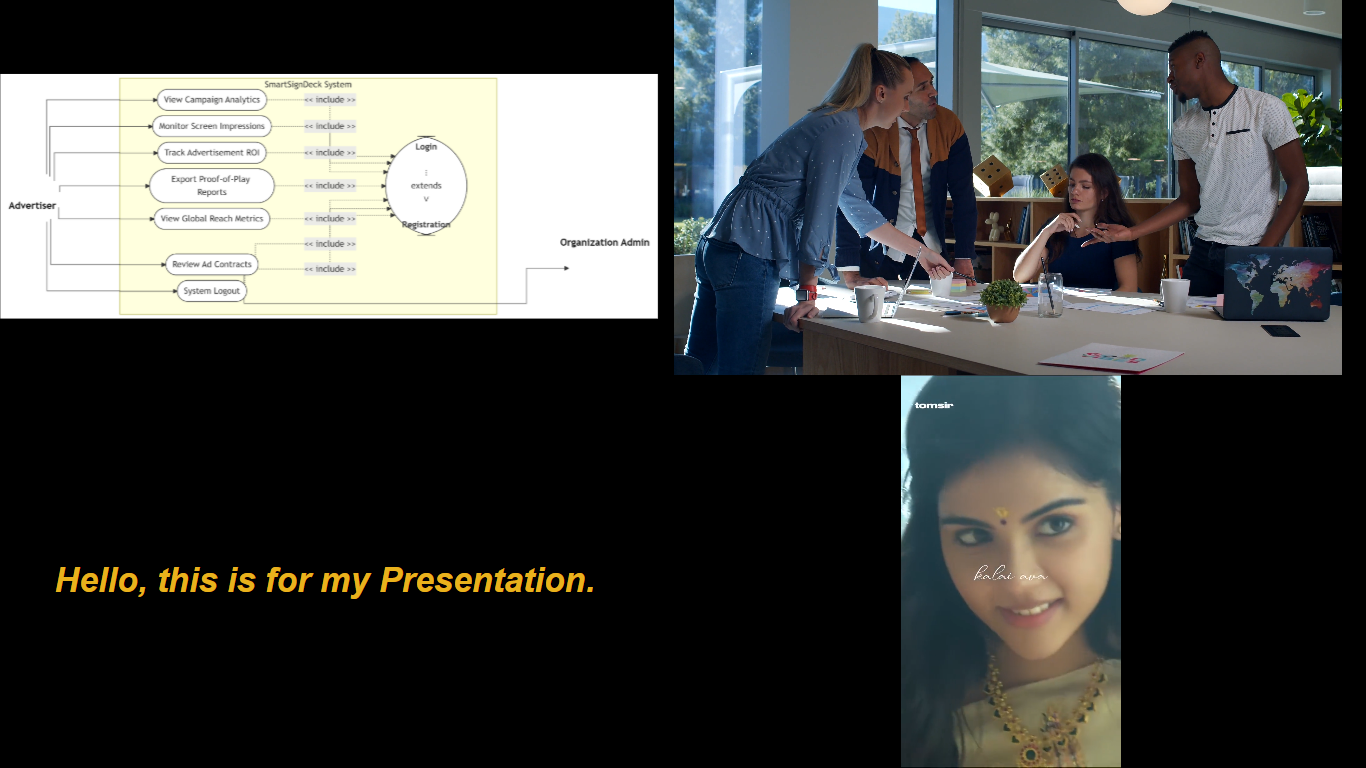 SmartSignDeck System
View Campaign Analytics
<< include >>
Monitor Screen Impressions
<< include >>
Track Advertisement ROI
<< include >>
Export Proof-of-Play
Reports
<< include >>
View Global Reach Metrics
<< include >>
<< include >>
Review Ad Contracts
<< include >>
System Logout
Advertiser
Login
:
extends
v
Registration
Organization Admin
tomsir
kalai ava
Hello, this is for my Presentation.